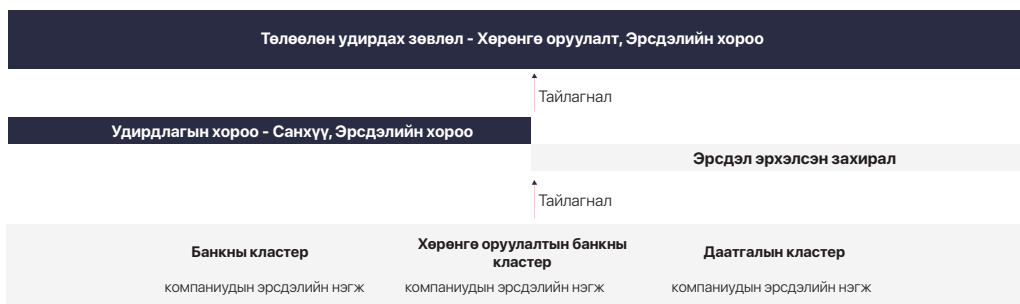 Төлөөлөн удирдах зөвлөл - Хөрөнгө оруулалт, Эрсдэлийн хороо
Тайлагнал
Удирдлагын хороо - Санхүү, Эрсдэлийн хороо
Эрсдэл эрхэлсэн захирал
Тайлагнал
Банкны кластер
Хөрөнгө оруулалтын банкны
кластер
Даатгалын кластер
компаниудын эрсдэлийн нэгж
компаниудын эрсдэлийн нэгж
компаниудын эрсдэлийн нэгж